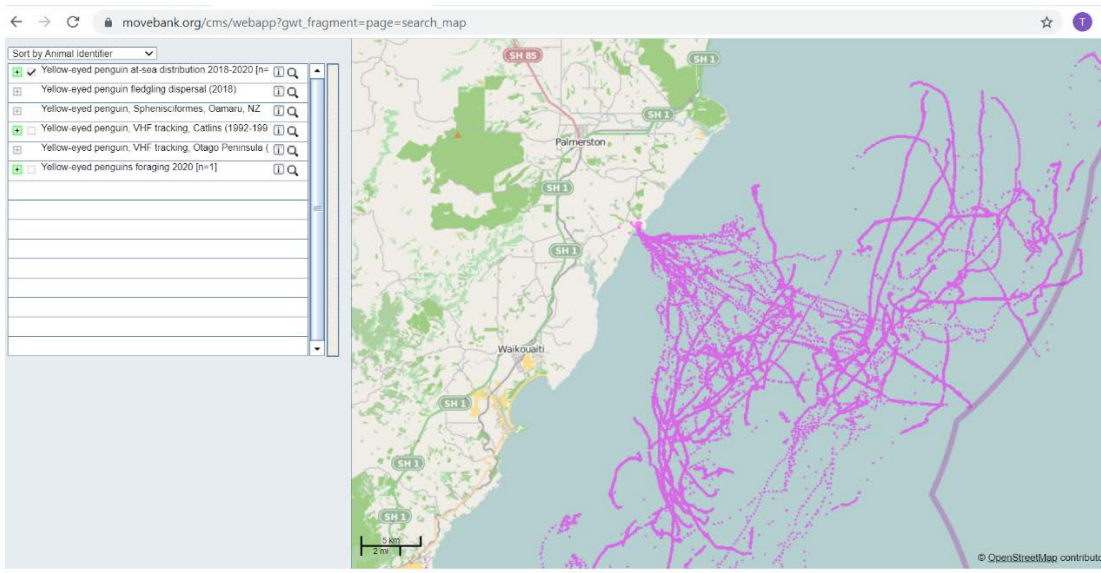 movebank.org/cms/webapp?gwt_fragment=page=search_map
T
Sort by Animal Identifier
Yellow-eyed penguin at-sea distribution 2018-2020 [n=
Yellow-eyed penguin fledgling dispersal (2018)
Yellow-eyed penguin, Sphenisciformes, Oamaru, NZ
Yellow-eyed penguin, VHF tracking, Catlins (1992-199
Yellow-eyed penguin, VHF tracking, Otago Peninsula (
Yellow-eyed penguins foraging 2020 [n=1]
SH 85
SH 1
SH 1
Palmerston
SH 1
SH 1
Waikouaiti
SH 1
SH 1
SH 1
5 km
2 mi
© OpenStreetMap contributo